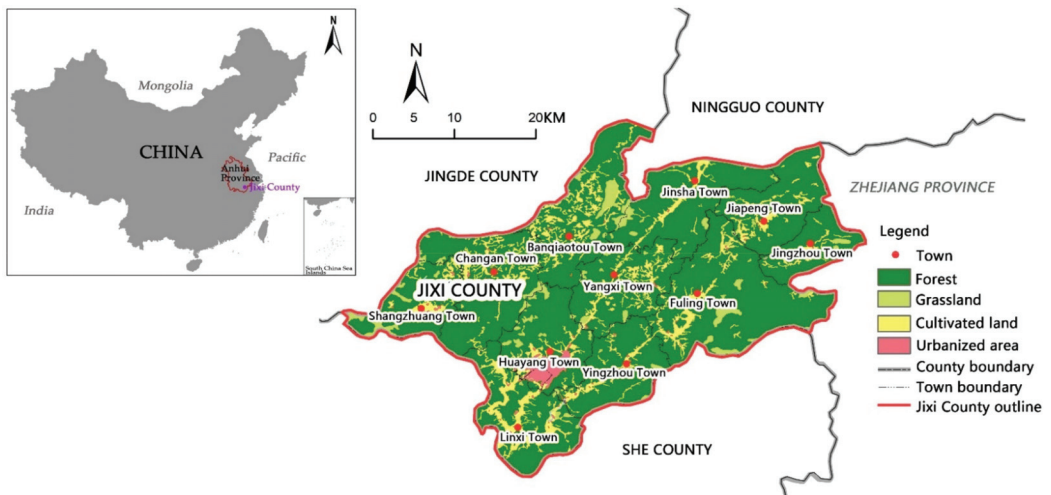 N
Mongolia
CHINA
Pacific
Anhui
Province
Jixi County
India
South China Sea
Islands
N
0 10 20KM
NINGGUO COUNTY
JINGDE COUNTY
ZHEJIANG PROVINCE
Jinsha Town
Jiapeng Town
Banqiaotou Town
Jingzhou Town
Changan Town
JIXI COUNTY
Yangxi Town
Fuling Town
Shangzhuang Town
Huayang Town
Yingzhou Town
Linxi Town
SHE COUNTY
Legend
Town
Forest
Grassland
Cultivated land
Urbanized area
County boundary
Town boundary
Jixi County outline